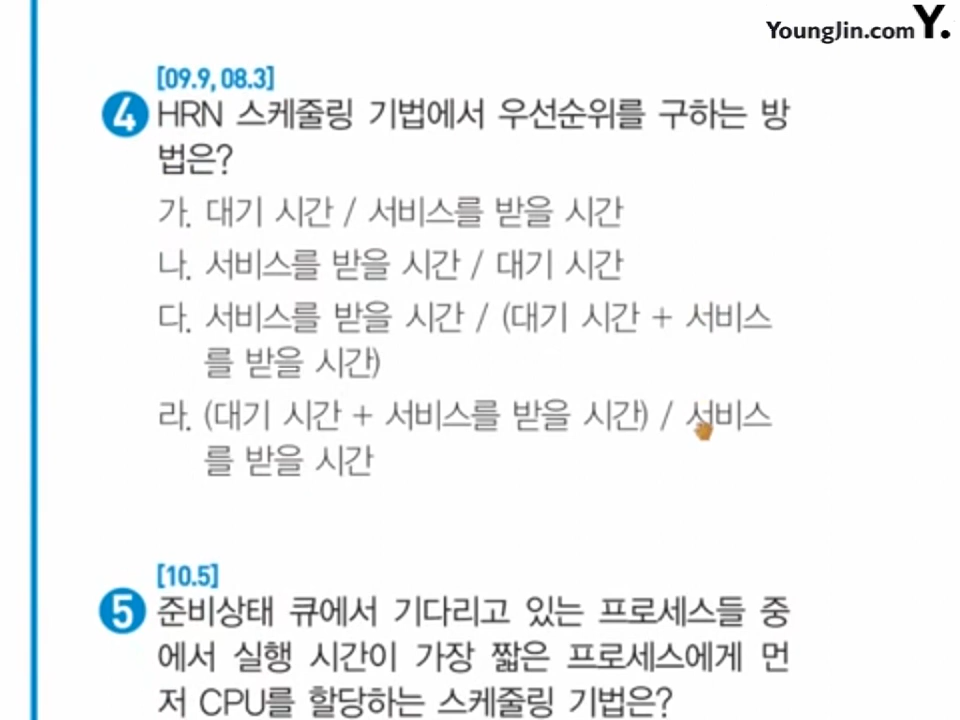 YoungJin.com Y.
[09.9, 08.3]
4 HRN 스케줄링 기법에서 우선순위를 구하는 방
법은?
가. 대기 시간 / 서비스를 받을 시간
나. 서비스를 받을 시간 / 대기 시간
다. 서비스를 받을 시간 / (대기 시간 + 서비스
를 받을 시간)
라. (대기 시간 + 서비스를 받을 시간) / 서비스
를 받을 시간
[10.5]
5 준비상태 큐에서 기다리고 있는 프로세스들 중
에서 실행 시간이 가장 짧은 프로세스에게 먼
저 CPU를 할당하는 스케줄링 기법은?